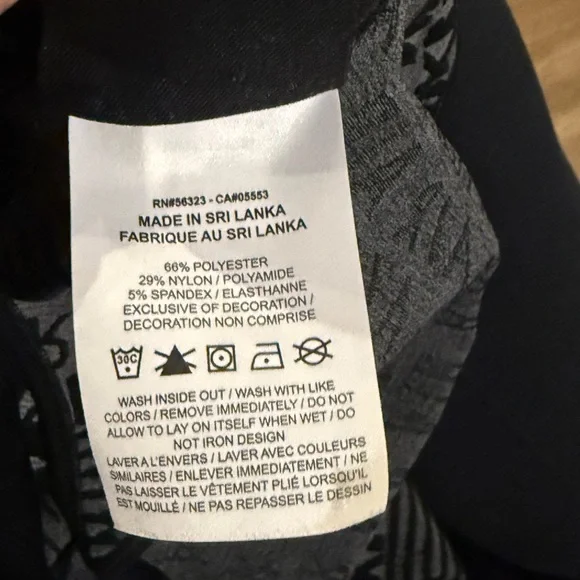 RN#56323 - CA#05553
MADE IN SRI LANKA
FABRIQUE AU SRI LANKA
66% POLYESTER
29% NYLON / POLYAMIDE
5% SPANDEX / ELASTHANNE
EXCLUSIVE OF DECORATION /
DECORATION NON COMPRISE
30C
WASH INSIDE OUT / WASH WITH LIKE
COLORS / REMOVE IMMEDIATELY / DO NOT
ALLOW TO LAY ON ITSELF WHEN WET / DO
NOT IRON DESIGN
LAVER A L'ENVERS / LAVER AVEC COULEURS
SIMILAIRES / ENLEVER IMMEDIATEMENT / NE
PAS LAISSER LE VÊTEMENT PLIÉ LORSQU'IL
EST MOUILLÉ / NE PAS REPASSER LE DESSIN